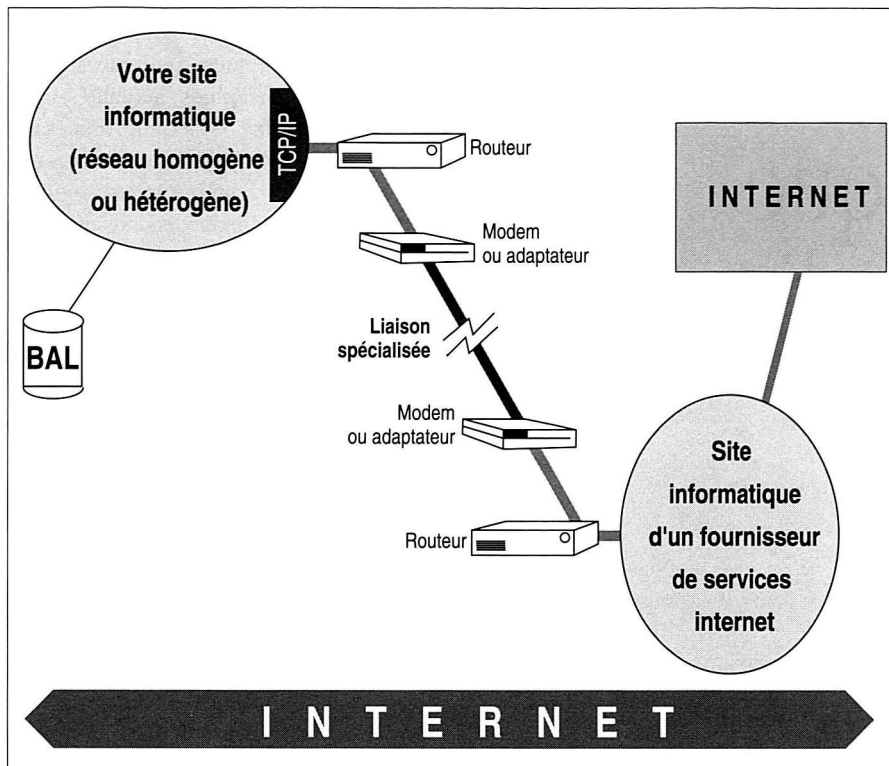 Votre site
informatique
(réseau homogène
ou hétérogène)
TCP/IP
Routeur
BAL
Modem
ou adaptateur
Liaison
spécialisée
Modem
ou adaptateur
Routeur
INTERNET
Site
informatique
d'un fournisseur
de services
internet
INTERNET